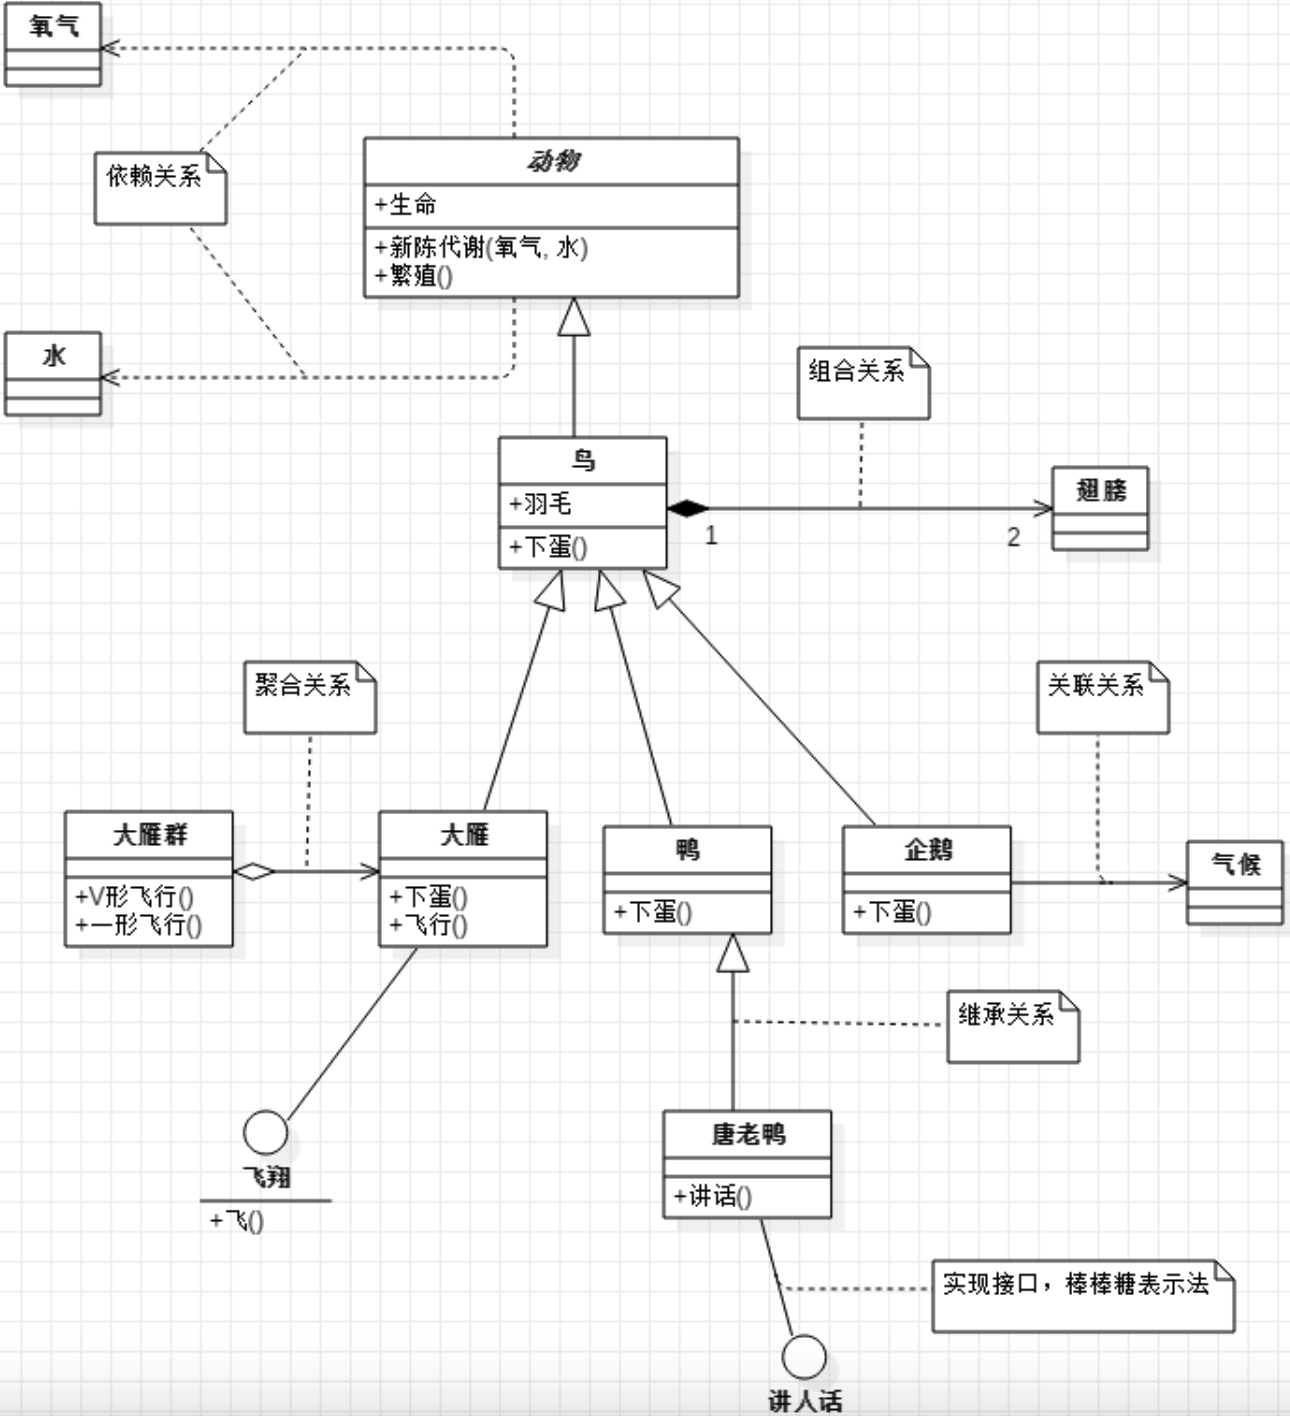 氧气
依赖关系
动物
+生命
+新陈代谢(氧气, 水)
+繁殖()
水
组合关系
鸟
+羽毛
+下蛋()
1
2
翅膀
聚合关系
关联关系
大雁群
+V形飞行()
+一形飞行()
大雁
+下蛋()
+飞行()
鸭
+下蛋()
企鹅
+下蛋()
气候
继承关系
唐老鸭
+讲话()
飞翔
+飞()
实现接口，棒棒糖表示法
讲人话